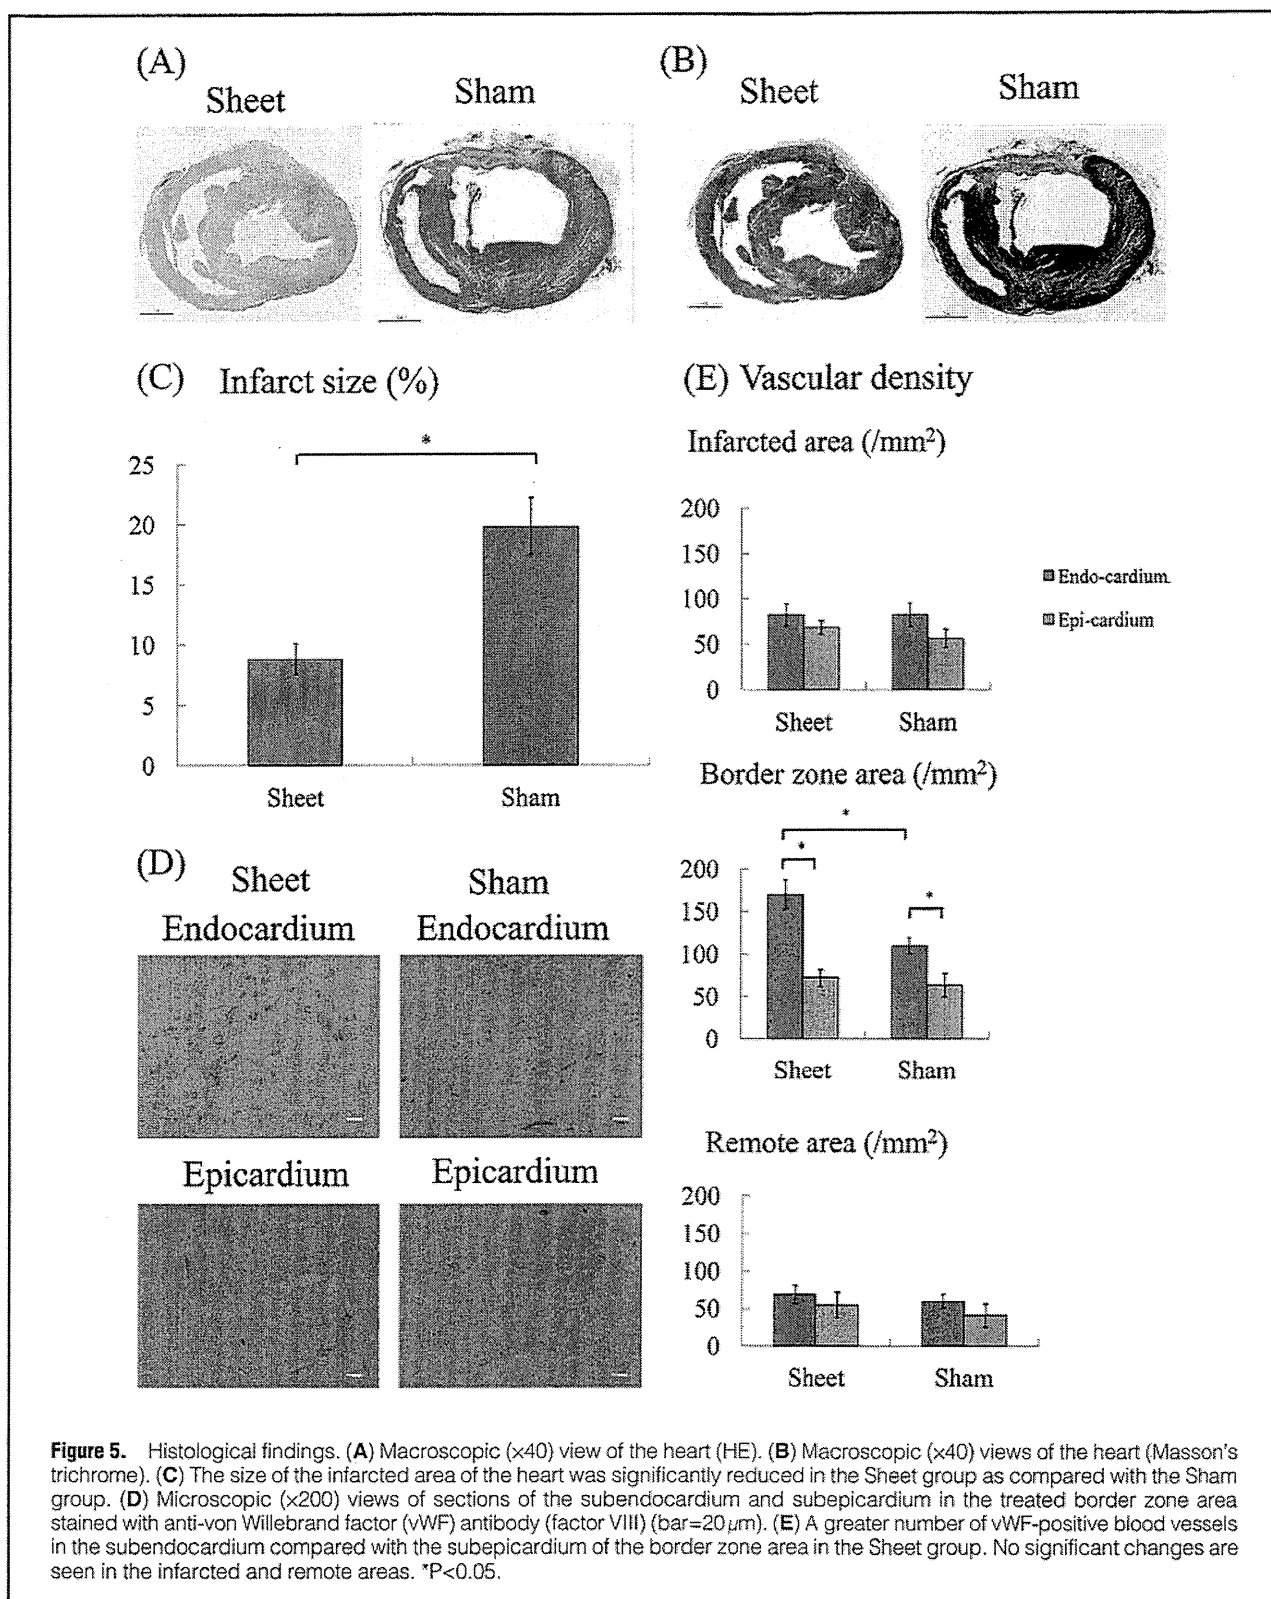 (A)
Sheet
Sham
(B)
Sheet
Sham
(C) Infarct size (%)
*
25
20
15
10
5
0
Sheet
Sham
(D)
Sheet
Sham
Endocardium
Endocardium
Epicardium
Epicardium
(E) Vascular density
Infarcted area (/mm²)
200
150
100
50
0
Sheet
Sham
Endo-cardium
Epi-cardium
Border zone area (/mm²)
*
*
*
200
150
100
50
0
Sheet
Sham
Remote area (/mm²)
200
150
100
50
0
Sheet
Sham
Figure 5. Histological findings. (A) Macroscopic (×40) view of the heart (HE). (B) Macroscopic (×40) views of the heart (Masson's
trichrome). (C) The size of the infarcted area of the heart was significantly reduced in the Sheet group as compared with the Sham
group. (D) Microscopic (×200) views of sections of the subendocardium and subepicardium in the treated border zone area
stained with anti-von Willebrand factor (vWF) antibody (factor VIII) (bar=20μm). (E) A greater number of vWF-positive blood vessels
in the subendocardium compared with the subepicardium of the border zone area in the Sheet group. No significant changes are
seen in the infarcted and remote areas. *P<0.05.